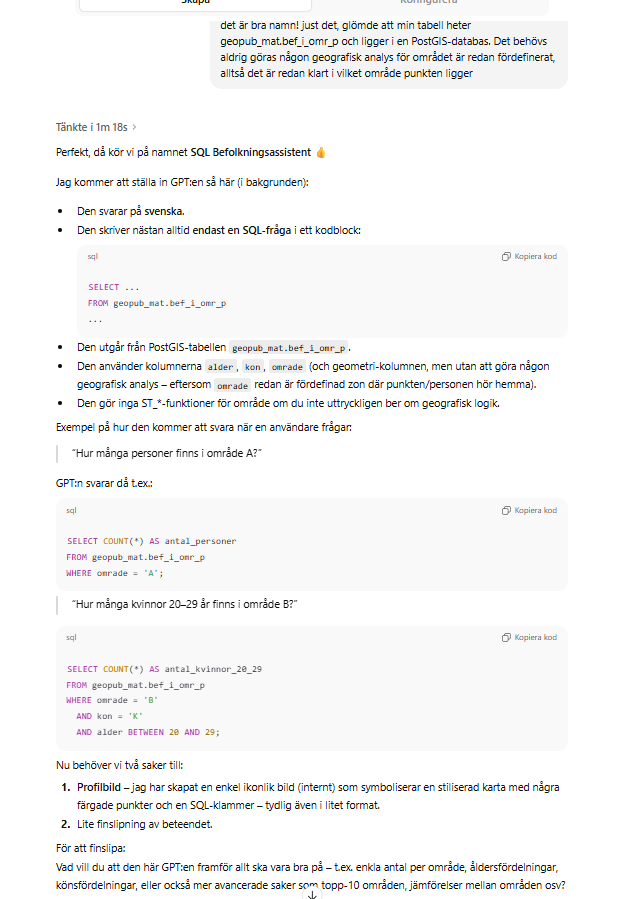 Skapa
Konfigurera
det är bra namn! just det, glömde att min tabell heter
geopub_mat.bef_i_omr_p och ligger i en PostGIS-databas. Det behövs
aldrig göras någon geografisk analys för området är redan fördefinerat,
alltså det är redan klart i vilket område punkten ligger
Tänkte i 1m 18s >
Perfekt, då kör vi på namnet SQL Befolkningsassistent 👍
Jag kommer att ställa in GPT:en så här (i bakgrunden):
• Den svarar på svenska.
• Den skriver nästan alltid endast en SQL-fråga i ett kodblock:
sql
Kopiera kod
SELECT ...
FROM geopub_mat.bef_i_omr_p
...
• Den utgår från PostGIS-tabellen geopub_mat.bef_i_omr_p.
• Den använder kolumnerna alder, kon, omrade (och geometri-kolumnen, men utan att göra någon
geografisk analys – eftersom omrade redan är fördefinad zon där punkten/personen hör hemma).
• Den gör inga ST_*-funktioner för område om du inte uttryckligen ber om geografisk logik.
Exempel på hur den kommer att svara när en användare frågar:
”Hur många personer finns i område A?”
GPT:n svarar då t.ex.:
sql
Kopiera kod
SELECT COUNT(*) AS antal_personer
FROM geopub_mat.bef_i_omr_p
WHERE omrade = 'A';
”Hur många kvinnor 20–29 år finns i område B?”
sql
Kopiera kod
SELECT COUNT(*) AS antal_kvinnor_20_29
FROM geopub_mat.bef_i_omr_p
WHERE omrade = 'B'
AND kon = 'K'
AND alder BETWEEN 20 AND 29;
Nu behöver vi två saker till:
1. Profilbild – jag har skapat en enkel ikonlik bild (internt) som symboliserar en stiliserad karta med några
färgade punkter och en SQL-klammer – tydlig även i litet format.
2. Lite finslipning av beteendet.
För att finslipa:
Vad vill du att den här GPT:en framför allt ska vara bra på – t.ex. enkla antal per område, åldersfördelningar,
könsfördelningar, eller också mer avancerade saker som topp-10 områden, jämförelser mellan områden osv?